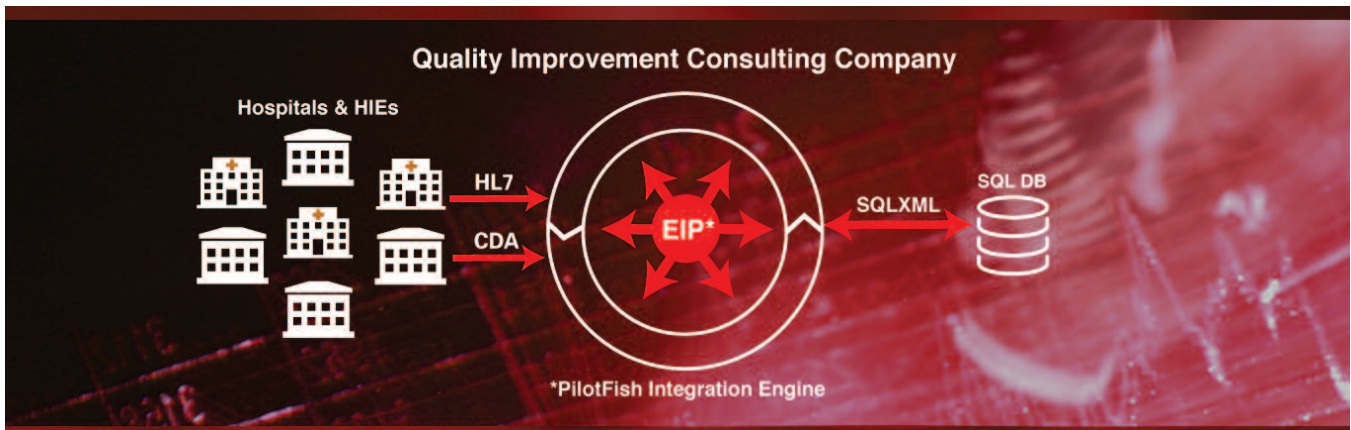 Quality Improvement Consulting Company
Hospitals & HIEs
HL7
CDA
EIP*
SQLXML
SQL DB
*PilotFish Integration Engine